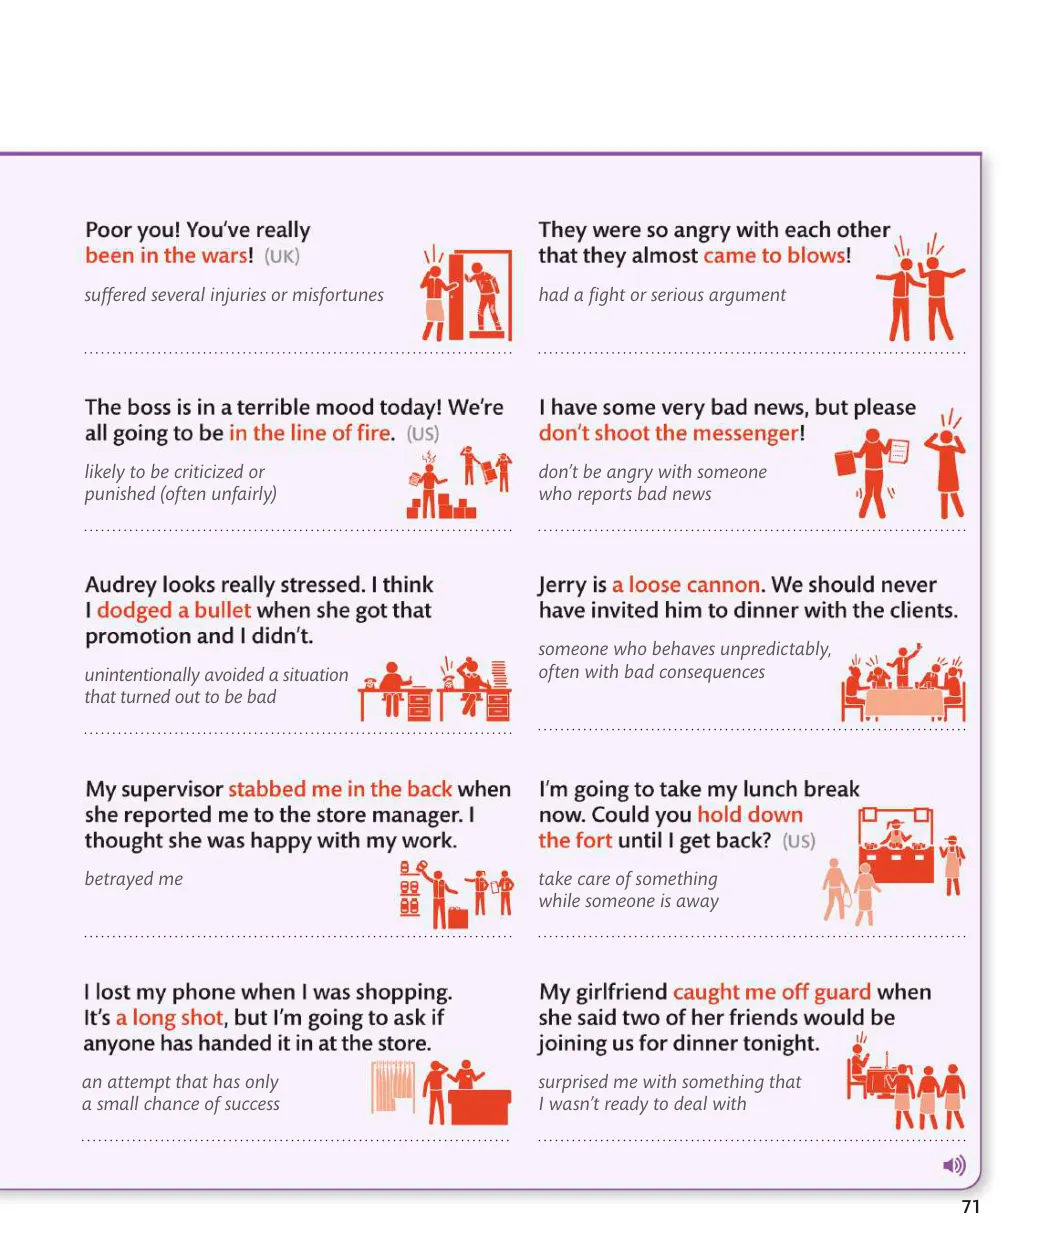 Poor you! You've really
been in the wars! (UK)
suffered several injuries or misfortunes
They were so angry with each other
that they almost came to blows!
had a fight or serious argument
The boss is in a terrible mood today! We're
all going to be in the line of fire. (US)
likely to be criticized or
punished (often unfairly)
I have some very bad news, but please
don't shoot the messenger!
don't be angry with someone
who reports bad news
Audrey looks really stressed. I think
I dodged a bullet when she got that
promotion and I didn't.
unintentionally avoided a situation
that turned out to be bad
Jerry is a loose cannon. We should never
have invited him to dinner with the clients.
someone who behaves unpredictably,
often with bad consequences
My supervisor stabbed me in the back when
she reported me to the store manager. I
thought she was happy with my work.
betrayed me
I'm going to take my lunch break
now. Could you hold down
the fort until I get back? (US)
take care of something
while someone is away
I lost my phone when I was shopping.
It's a long shot, but I'm going to ask if
anyone has handed it in at the store.
an attempt that has only
a small chance of success
My girlfriend caught me off guard when
she said two of her friends would be
joining us for dinner tonight.
surprised me with something that
I wasn't ready to deal with
71